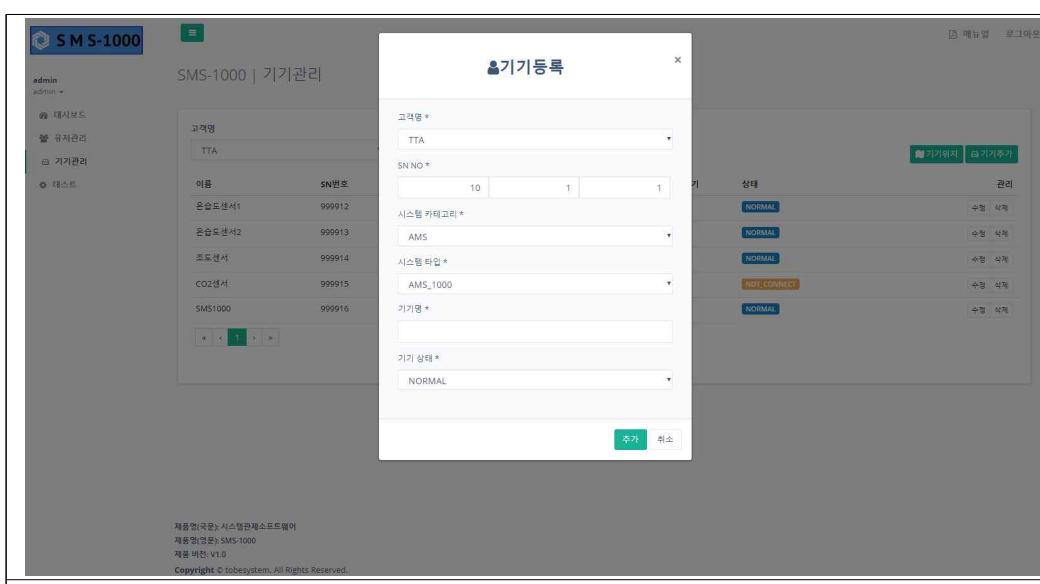 S M S-1000
매뉴얼 로그아웃
admin
admin
SMS-1000 | 기기관리
대시보드
유저관리
기기관리
테스트
고객명
TTA
기기위치 기기추가
이름 SN번호 기 상태 관리
온습도센서1 999912 NORMAL 수정 삭제
온습도센서2 999913 NORMAL 수정 삭제
조도센서 999914 NORMAL 수정 삭제
CO2센서 999915 NOT_CONNECT 수정 삭제
SMS1000 999916 NORMAL 수정 삭제
« ‹ 1 › »
기기등록 ×
고객명 *
TTA
SN NO *
10 1 1
시스템 카테고리 *
AMS
시스템 타입 *
AMS_1000
기기명 *
기기 상태 *
NORMAL
추가 취소
제품명(국문): 시스템관제소프트웨어
제품명(영문): SMS-1000
제품 버전: V1.0
Copyright © tobesystem. All Rights Reserved.